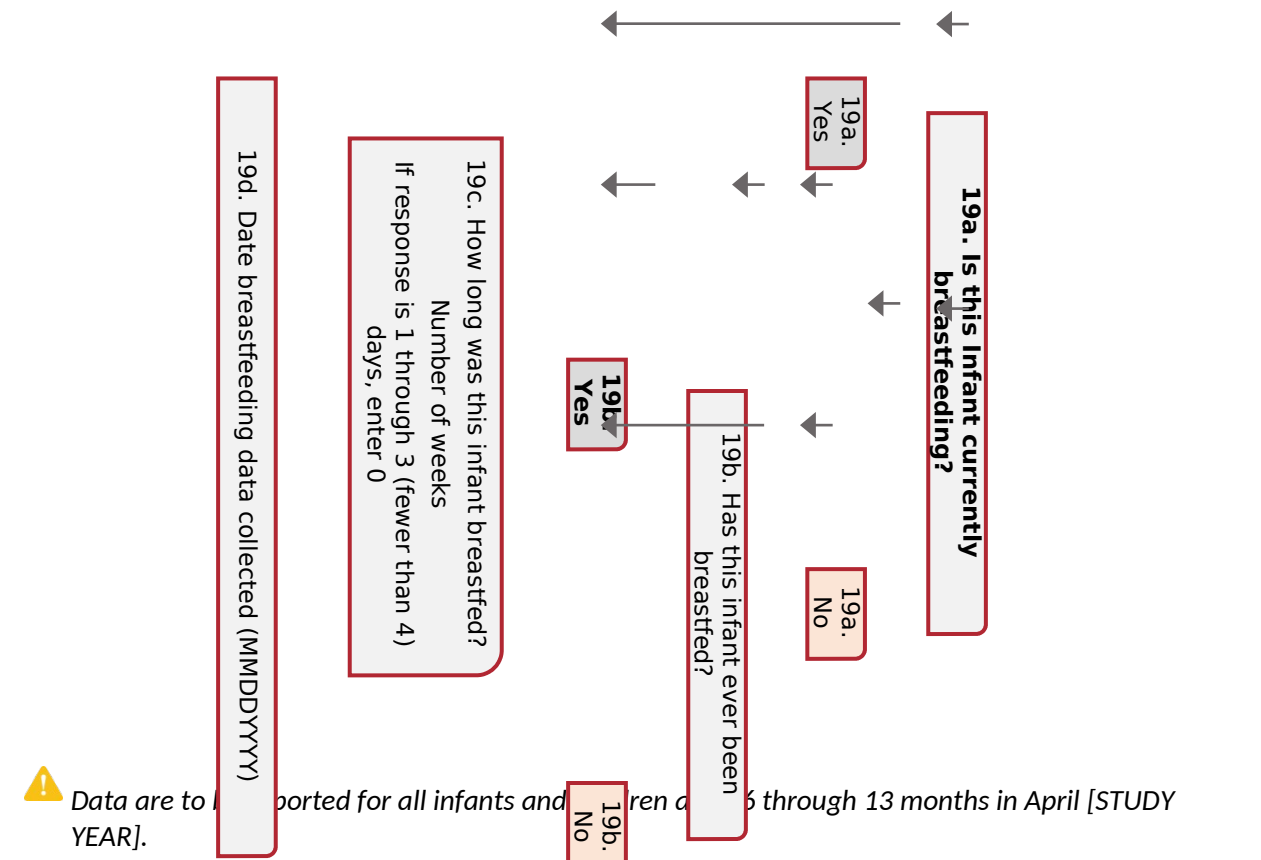 19a. Is this Infant currently
breastfeeding?
19a.
Yes
19a.
No
19b. Has this infant ever been
breastfed?
19b.
Yes
19b.
No
19c. How long was this infant breastfed?
Number of weeks
If response is 1 through 3 (fewer than 4)
days, enter 0
19d. Date breastfeeding data collected (MMDDYYYY)
Data are to ported for all infants and ren 6 through 13 months in April [STUDY
YEAR].